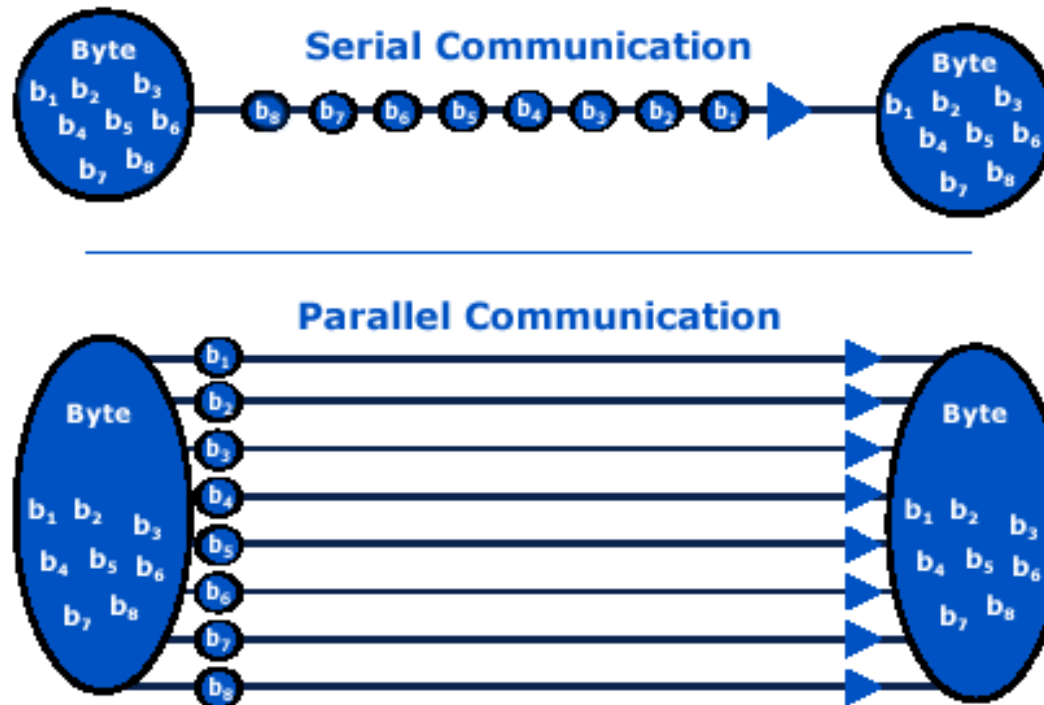 Serial Communication
Byte
b₁ b₂ b₃
b₄ b₅ b₆
b₇ b₈
b₈ b₇ b₆ b₅ b₄ b₃ b₂ b₁
Byte
b₁ b₂ b₃
b₄ b₅ b₆
b₇ b₈
Parallel Communication
Byte
b₁ b₂ b₃
b₄ b₅ b₆
b₇ b₈
b₁
b₂
b₃
b₄
b₅
b₆
b₇
b₈
Byte
b₁ b₂ b₃
b₄ b₅ b₆
b₇ b₈